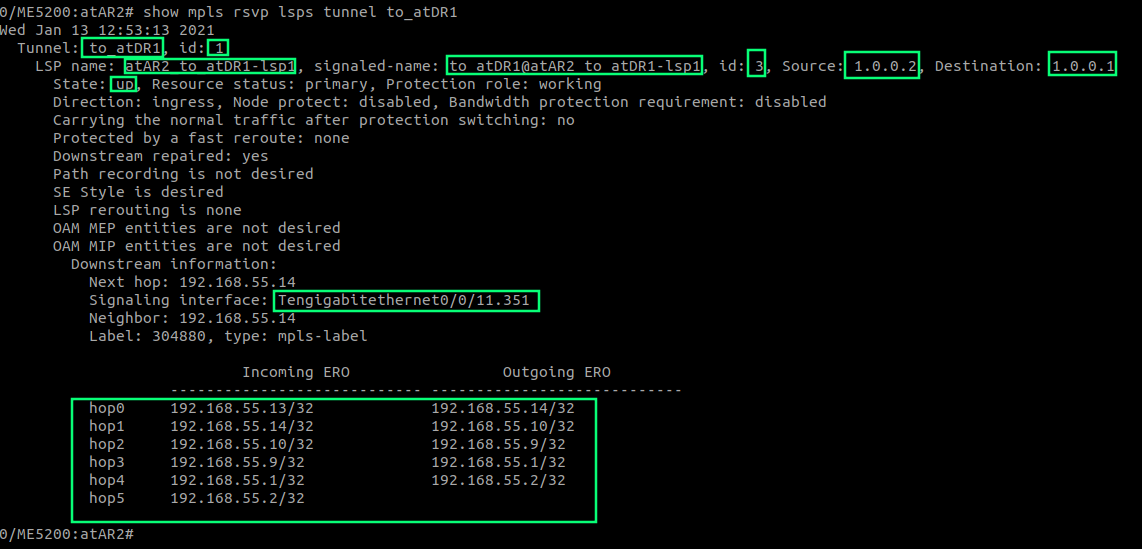 0/ME5200:atAR2# show mpls rsvp lsps tunnel to_atDR1
Wed Jan 13 12:53:13 2021
Tunnel: to_atDR1, id: 1
LSP name: atAR2_to_atDR1-lsp1, signaled-name: to_atDR1@atAR2_to_atDR1-lsp1, id: 3, Source: 1.0.0.2, Destination: 1.0.0.1
State: up, Resource status: primary, Protection role: working
Direction: ingress, Node protect: disabled, Bandwidth protection requirement: disabled
Carrying the normal traffic after protection switching: no
Protected by a fast reroute: none
Downstream repaired: yes
Path recording is not desired
SE Style is desired
LSP rerouting is none
OAM MEP entities are not desired
OAM MIP entities are not desired
Downstream information:
Next hop: 192.168.55.14
Signaling interface: Tengigabitethernet0/0/11.351
Neighbor: 192.168.55.14
Label: 304880, type: mpls-label
Incoming ERO Outgoing ERO
---------------------------- ----------------------------
hop0 192.168.55.13/32 192.168.55.14/32
hop1 192.168.55.14/32 192.168.55.10/32
hop2 192.168.55.10/32 192.168.55.9/32
hop3 192.168.55.9/32 192.168.55.1/32
hop4 192.168.55.1/32 192.168.55.2/32
hop5 192.168.55.2/32
0/ME5200:atAR2#